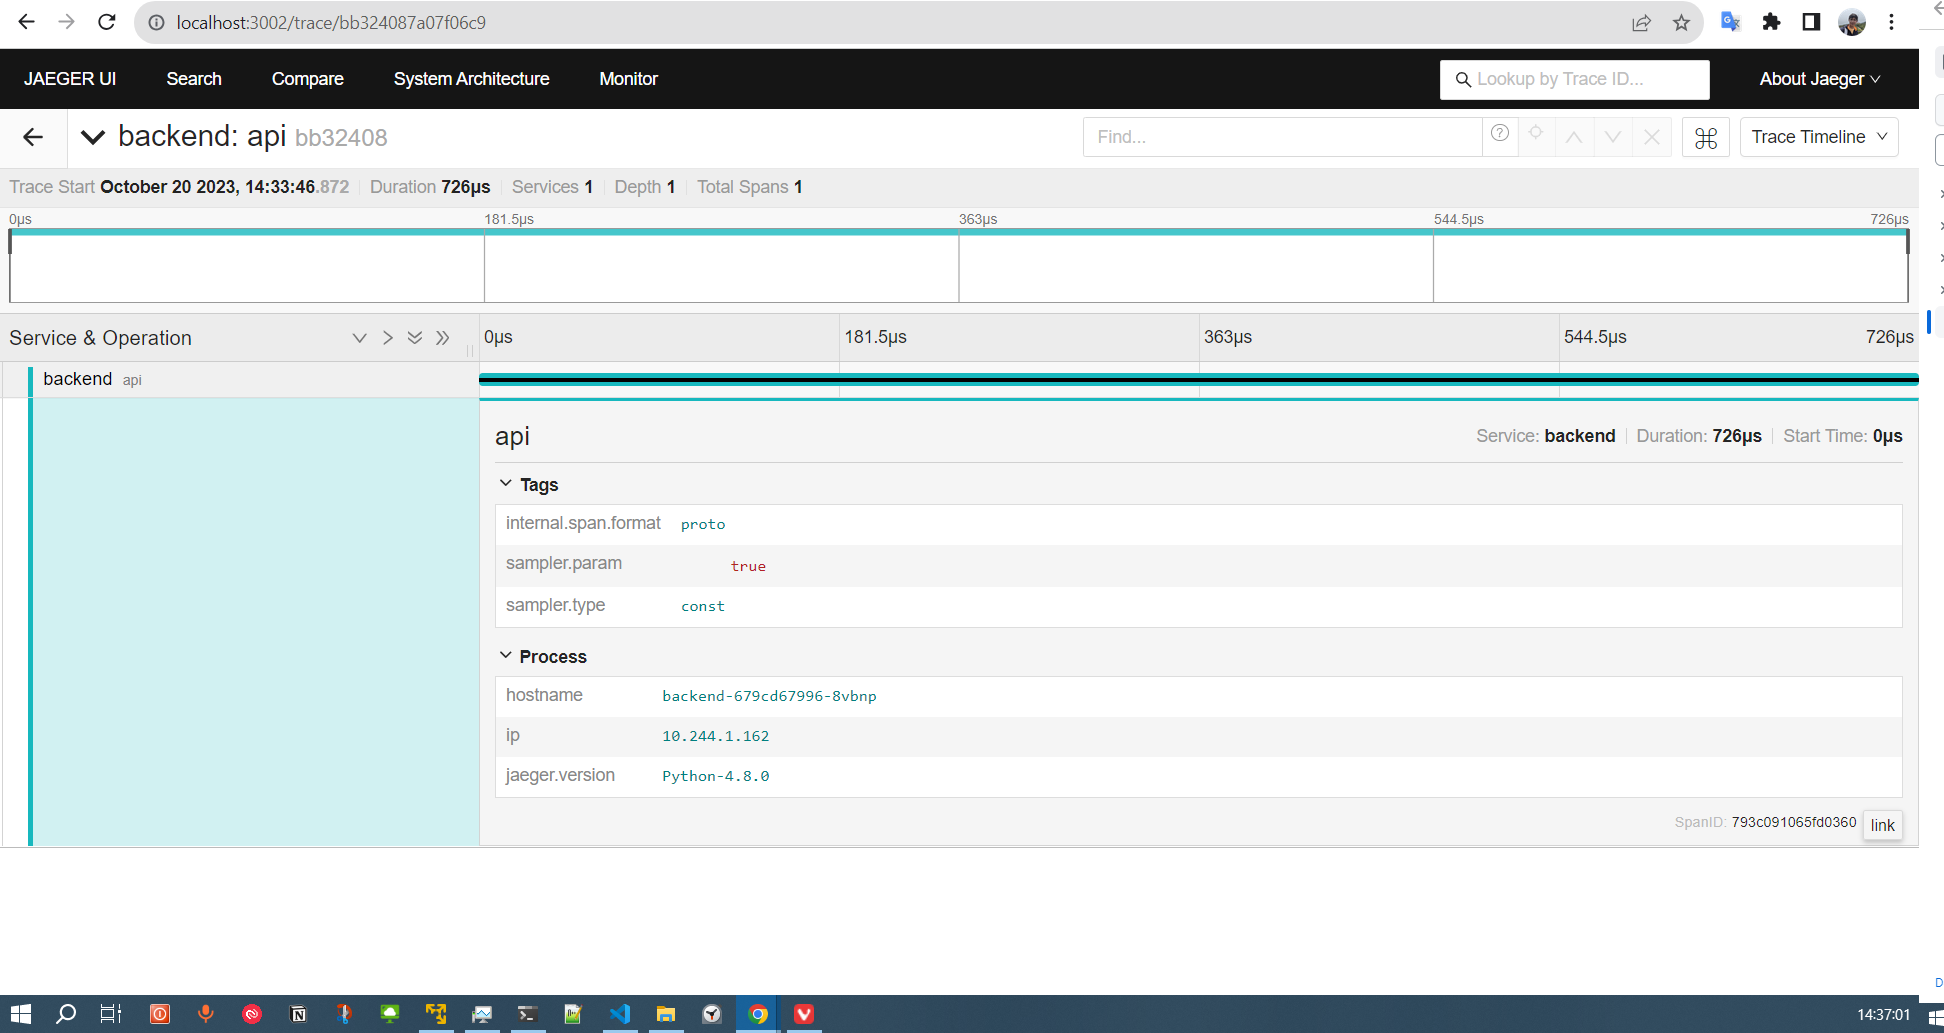 localhost:3002/trace/bb324087a07f06c9
JAEGER UI Search Compare System Architecture Monitor Lookup by Trace ID... About Jaeger
backend: api bb32408 Find... Trace Timeline
Trace Start October 20 2023, 14:33:46.872 Duration 726μs Services 1 Depth 1 Total Spans 1
0μs 181.5μs 363μs 544.5μs 726μs
Service & Operation 0μs 181.5μs 363μs 544.5μs 726μs
backend api
api Service: backend Duration: 726μs Start Time: 0μs
Tags
internal.span.format proto
sampler.param true
sampler.type const
Process
hostname backend-679cd67996-8vbnp
ip 10.244.1.162
jaeger.version Python-4.8.0
SpanID: 793c091065fd0360 link
D
14:37:01